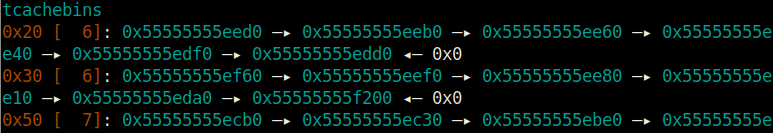 tcachebins
0x20 [  6]: 0x55555555eed0 —▸ 0x55555555eeb0 —▸ 0x55555555ee60 —▸ 0x55555555e
e40 —▸ 0x55555555edf0 —▸ 0x55555555edd0 ◂— 0x0
0x30 [  6]: 0x55555555ef60 —▸ 0x55555555eef0 —▸ 0x55555555ee80 —▸ 0x55555555e
e10 —▸ 0x55555555eda0 —▸ 0x55555555f200 ◂— 0x0
0x50 [  7]: 0x55555555ecb0 —▸ 0x55555555ec30 —▸ 0x55555555ebe0 —▸ 0x55555555e